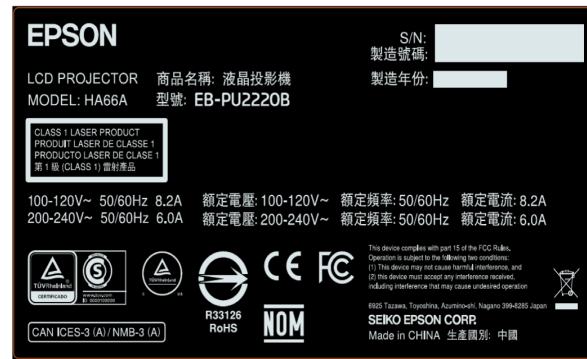 EPSON
S/N:
製造號碼:
LCD PROJECTOR 商品名稱: 液晶投影機
製造年份:
MODEL: HA66A 型號: EB-PU2220B
CLASS 1 LASER PRODUCT
PRODUIT LASER DE CLASSE 1
PRODUCTO LASER DE CLASE 1
第 1 級 (CLASS 1) 雷射產品
100-120V~ 50/60Hz 8.2A 額定電壓: 100-120V~ 額定頻率: 50/60Hz 額定電流: 8.2A
200-240V~ 50/60Hz 6.0A 額定電壓: 200-240V~ 額定頻率: 50/60Hz 額定電流: 6.0A
TÜVRheinland
CERTIFICADO
S
TÜVRheinland
C US
R33126
RoHS
CE FC
NOM
This device complies with part 15 of the FCC Rules.
Operation is subject to the following two conditions:
(1) This device may not cause harmful interference, and
(2) this device must accept any interference received,
including interference that may cause undesired operation
6925 Tazawa, Toyoshina, Azumino-shi, Nagano 399-8285 Japan
SEIKO EPSON CORP.
Made in CHINA 生產國別: 中國
CAN ICES-3 (A) / NMB-3 (A)